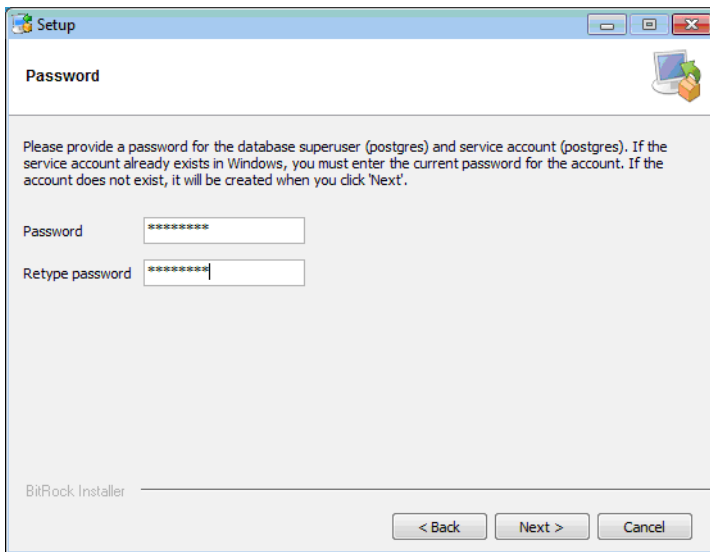 Setup
Password
Please provide a password for the database superuser (postgres) and service account (postgres). If the
service account already exists in Windows, you must enter the current password for the account. If the
account does not exist, it will be created when you click 'Next'.
Password ********
Retype password ********
BitRock Installer
< Back Next > Cancel